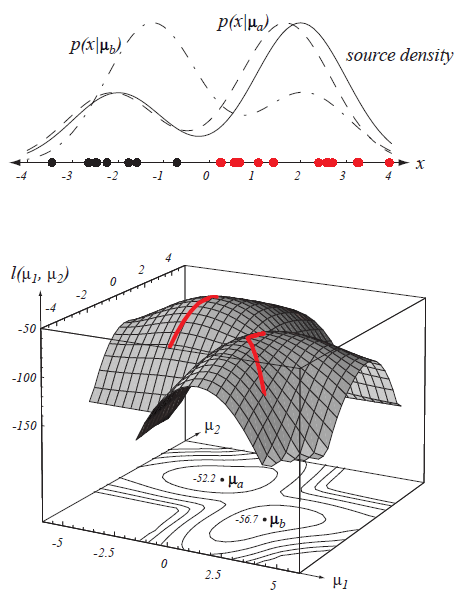 p(x|μb)
p(x|μa)
source density
x
-4 -3 -2 -1 0 1 2 3 4
l(μ1, μ2)
-4 -2 0 2 4
-50
-100
-150
μ2
-52.2 • μa
-56.7 • μb
-5 -2.5 0 2.5 5
μ1